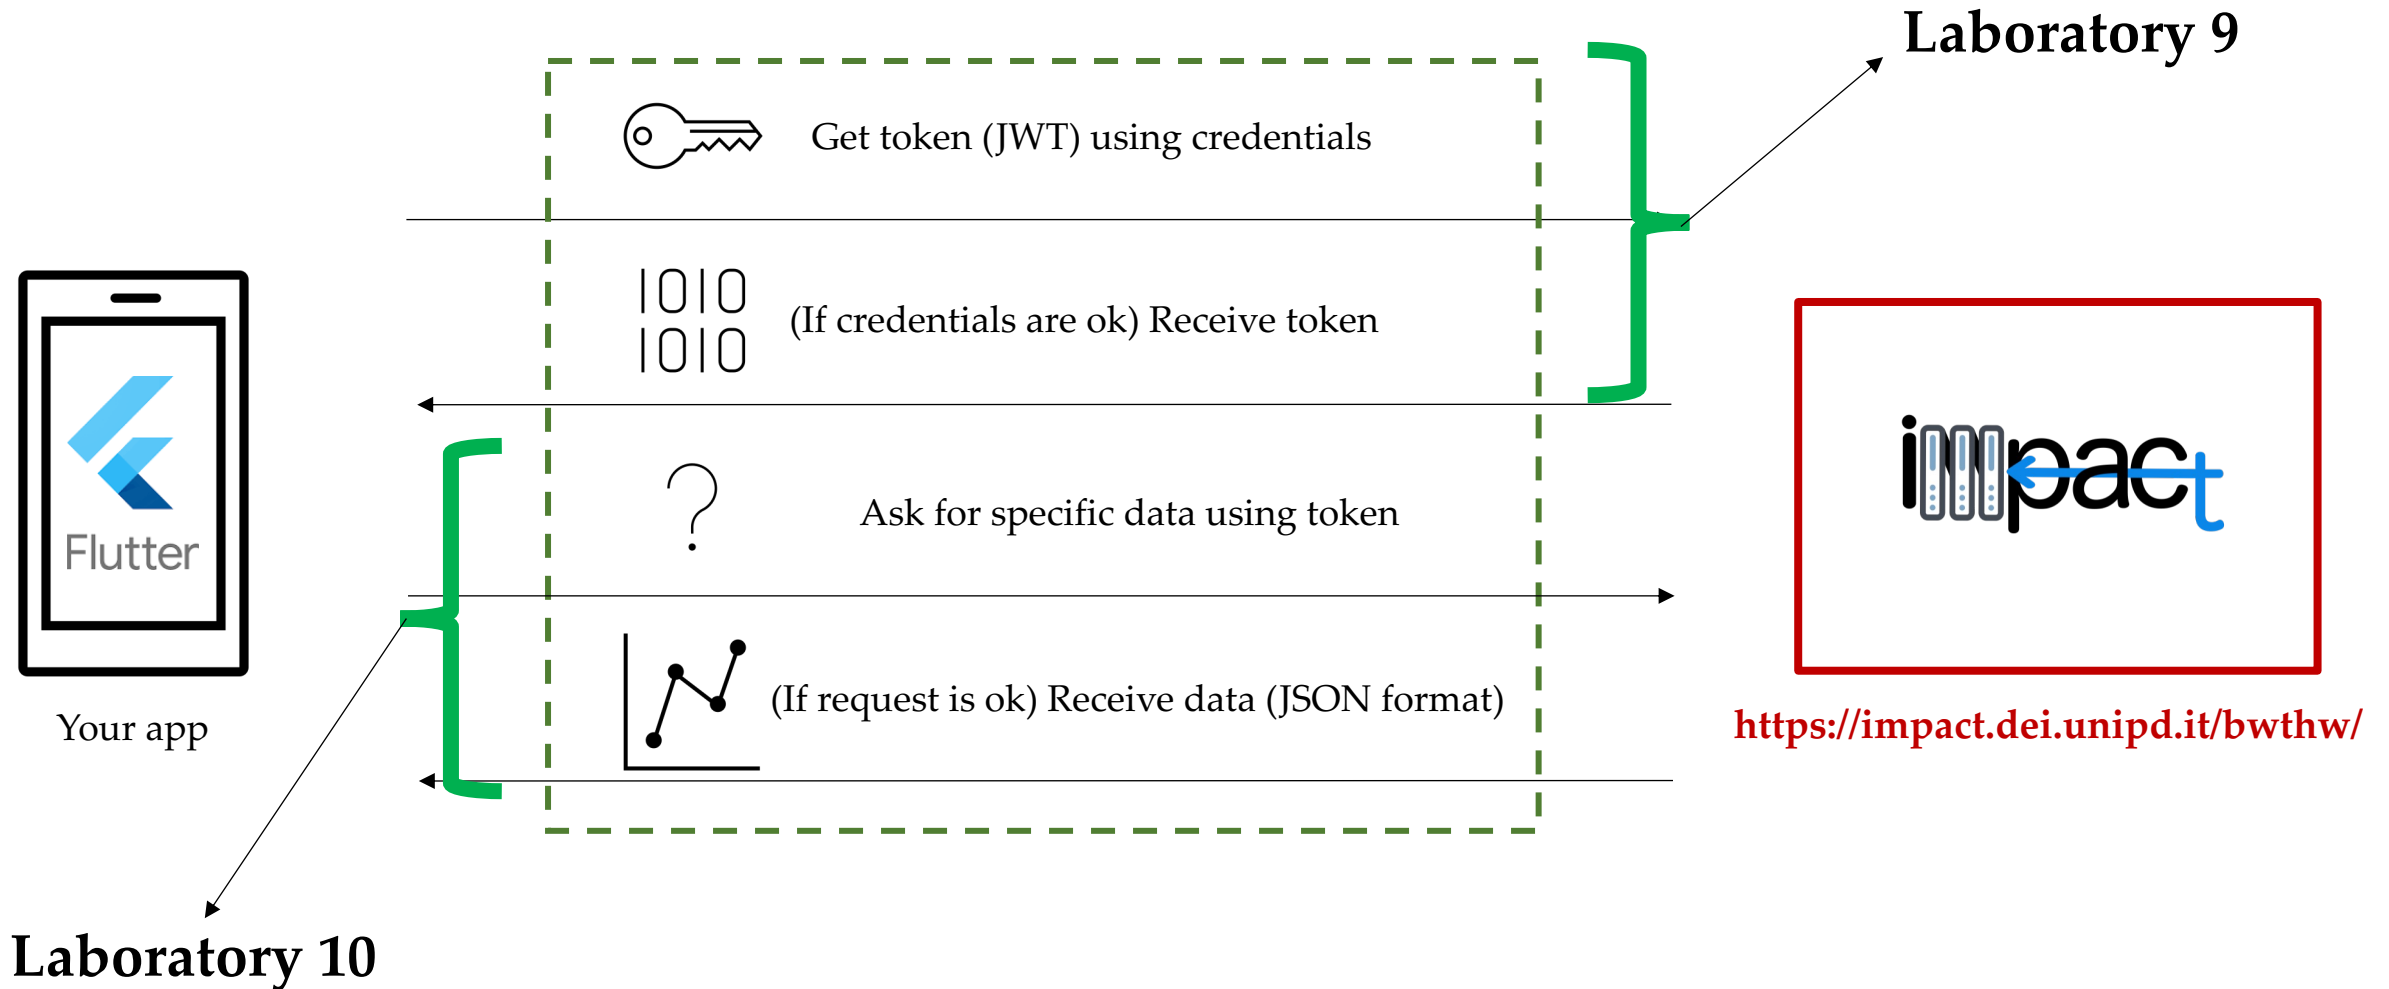 Laboratory 9
Get token (JWT) using credentials
1010
1010
(If credentials are ok) Receive token
Flutter
Your app
impact
https://impact.dei.unipd.it/bwthw/
?
Ask for specific data using token
(If request is ok) Receive data (JSON format)
Laboratory 10